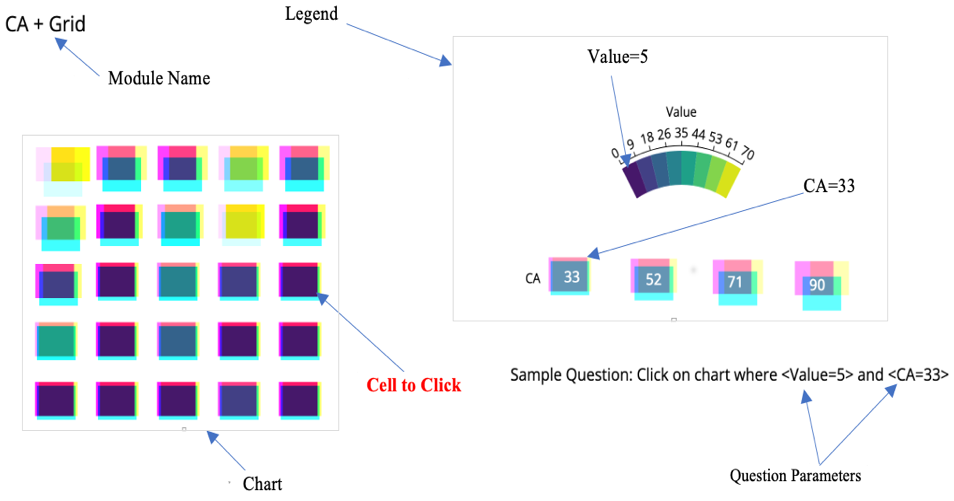 CA + Grid
Legend
Module Name
Value=5
Value
0 9 18 26 35 44 53 61 70
CA=33
CA 33 52 71 90
Cell to Click
Sample Question: Click on chart where <Value=5> and <CA=33>
Chart
Question Parameters